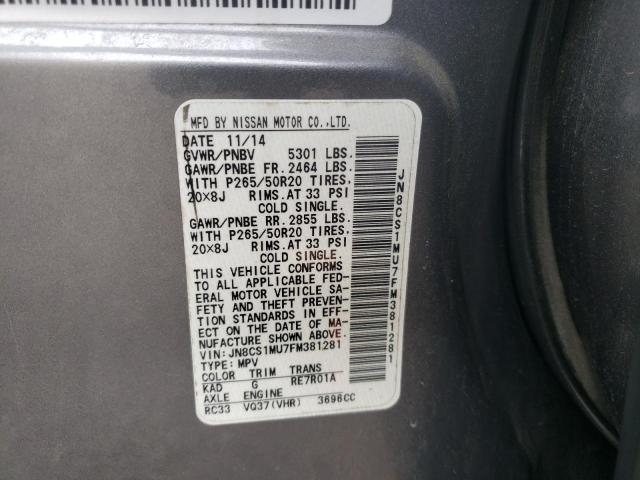 MFD BY NISSAN MOTOR CO.,LTD.
DATE 11/14
GVWR/PNBV 5301 LBS.
GAWR/PNBE FR. 2464 LBS.
WITH P265/50R20 TIRES,
20X8J RIMS.AT 33 PSI
COLD SINGLE.
GAWR/PNBE RR. 2855 LBS.
WITH P265/50R20 TIRES,
20X8J RIMS.AT 33 PSI
COLD SINGLE.
THIS VEHICLE CONFORMS
TO ALL APPLICABLE FED-
ERAL MOTOR VEHICLE SA-
FETY AND THEFT PREVEN-
TION STANDARDS IN EFF-
ECT ON THE DATE OF MA-
NUFACTURE SHOWN ABOVE.
VIN: JN8CS1MU7FM381281
TYPE: MPV
COLOR TRIM TRANS
KAD G RE7R01A
AXLE ENGINE
RC33 VQ37(VHR) 3696CC
JN8CS1MU7FM381281